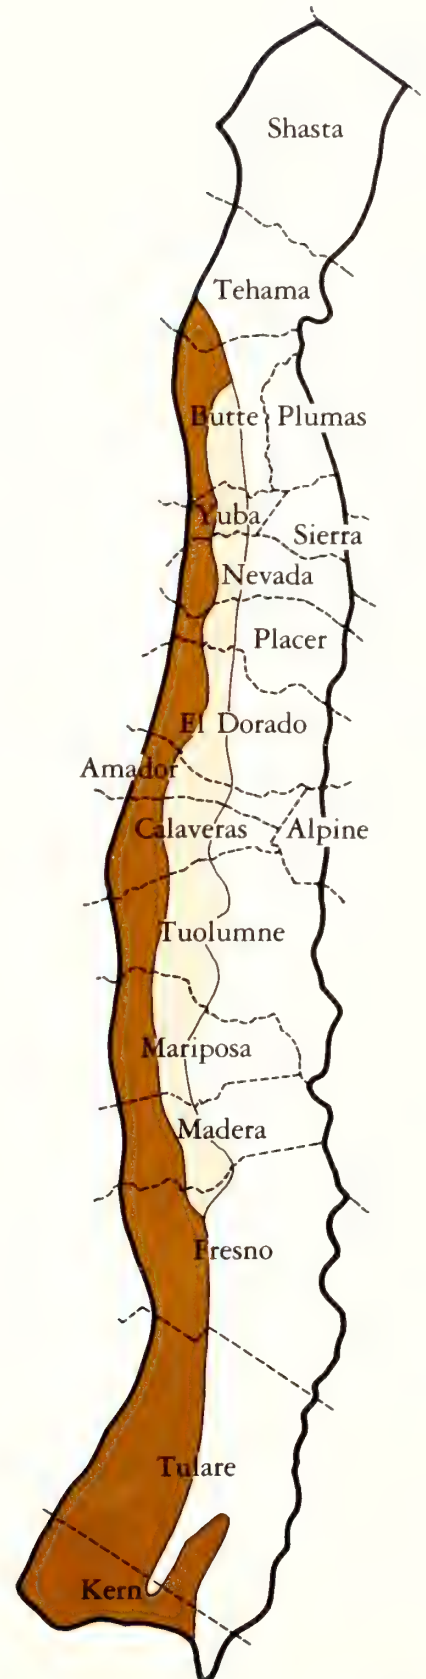 Shasta
Tehama
Butte
Plumas
Yuba
Sierra
Nevada
Placer
El Dorado
Amador
Calaveras
Alpine
Tuolumne
Mariposa
Madera
Fresno
Tulare
Kern